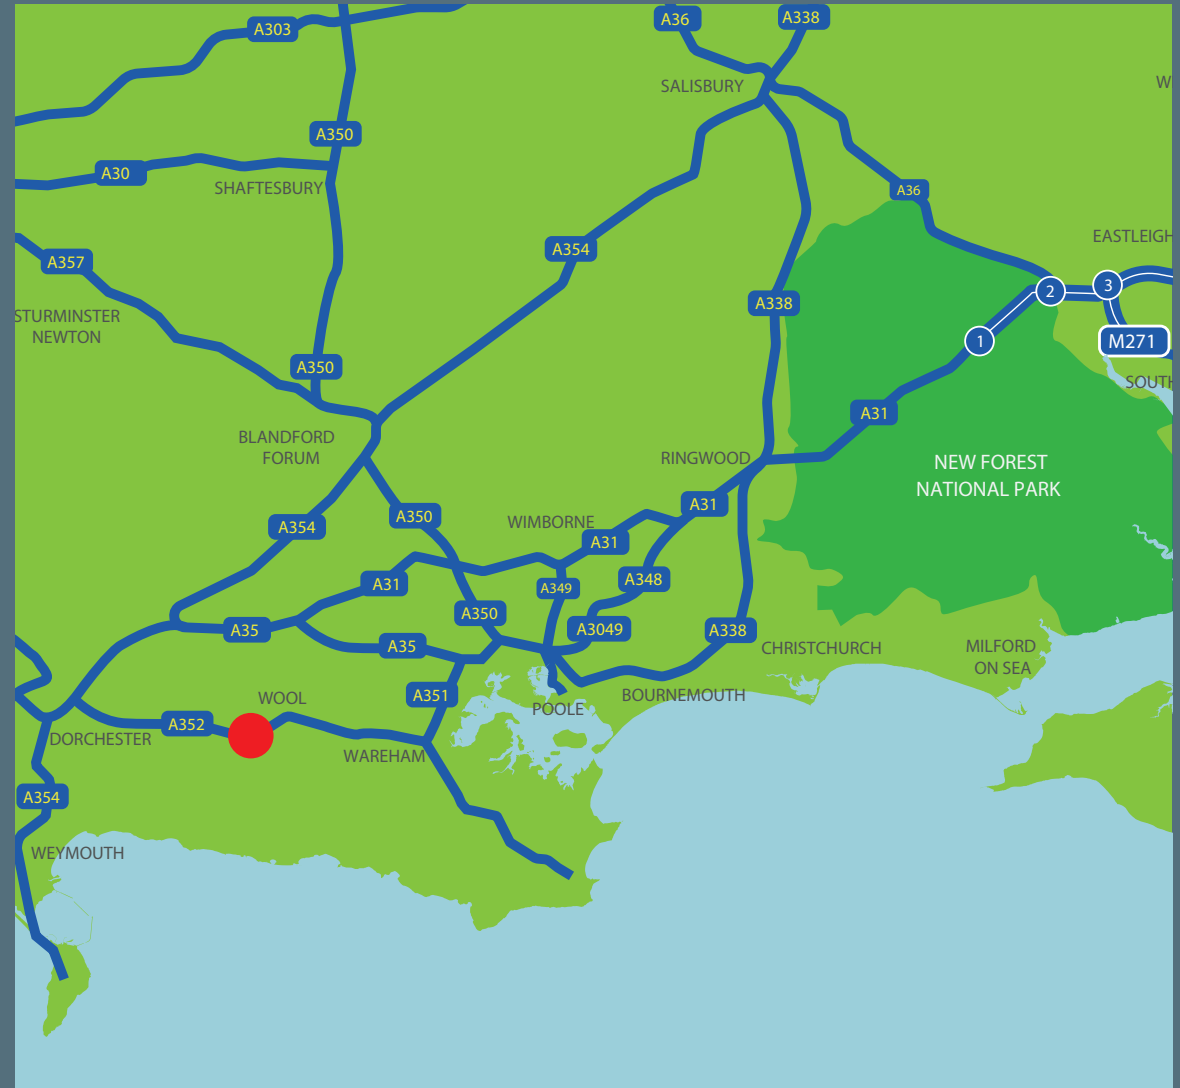 A36
A338
A303
SALISBURY
W
A350
A30
SHAFTESBURY
A36
EASTLEIGH
A354
A357
3
2
A338
STURMINSTER
NEWTON
1
M271
A350
SOUTH
A31
BLANDFORD
FORUM
RINGWOOD
NEW FOREST
NATIONAL PARK
A31
A350
WIMBORNE
A354
A31
A31
A348
A349
A350
A35
A3049
A338
A35
CHRISTCHURCH
MILFORD
ON SEA
A351
BOURNEMOUTH
WOOL
POOLE
A352
DORCHESTER
WAREHAM
A354
WEYMOUTH